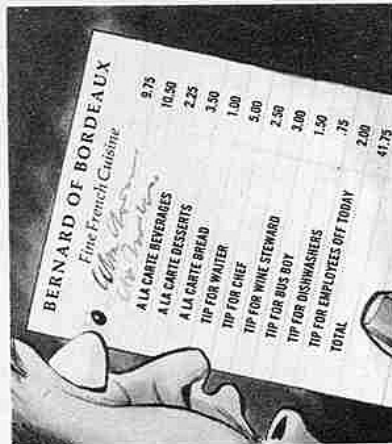 BERNARD OF BORDEAUX
Fine French Cuisine
9.75
10.50
A LA CARTE BEVERAGES 2.25
A LA CARTE DESSERTS 3.50
A LA CARTE BREAD 1.00
TIP FOR WAITER 5.00
TIP FOR CHEF 2.50
TIP FOR WINE STEWARD 3.00
TIP FOR BUS BOY 1.50
TIP FOR DISHWASHERS .75
TIP FOR EMPLOYEES OFF TODAY 2.00
TOTAL 41.75